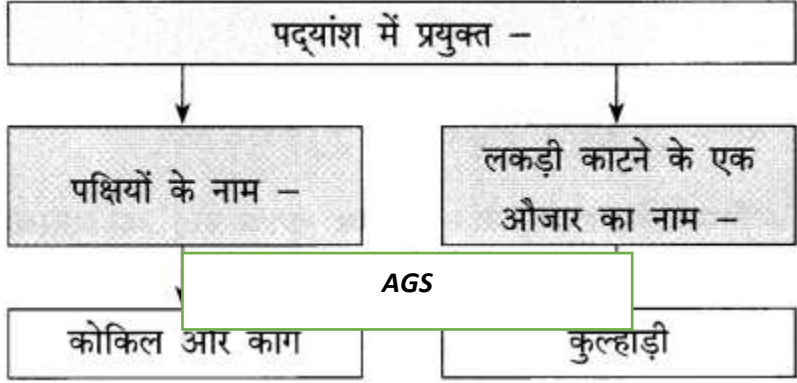 पद्यांश में प्रयुक्त –
पक्षियों के नाम –
लकड़ी काटने के एक
औजार का नाम –
AGS
कोकिल और काग
कुल्हाड़ी